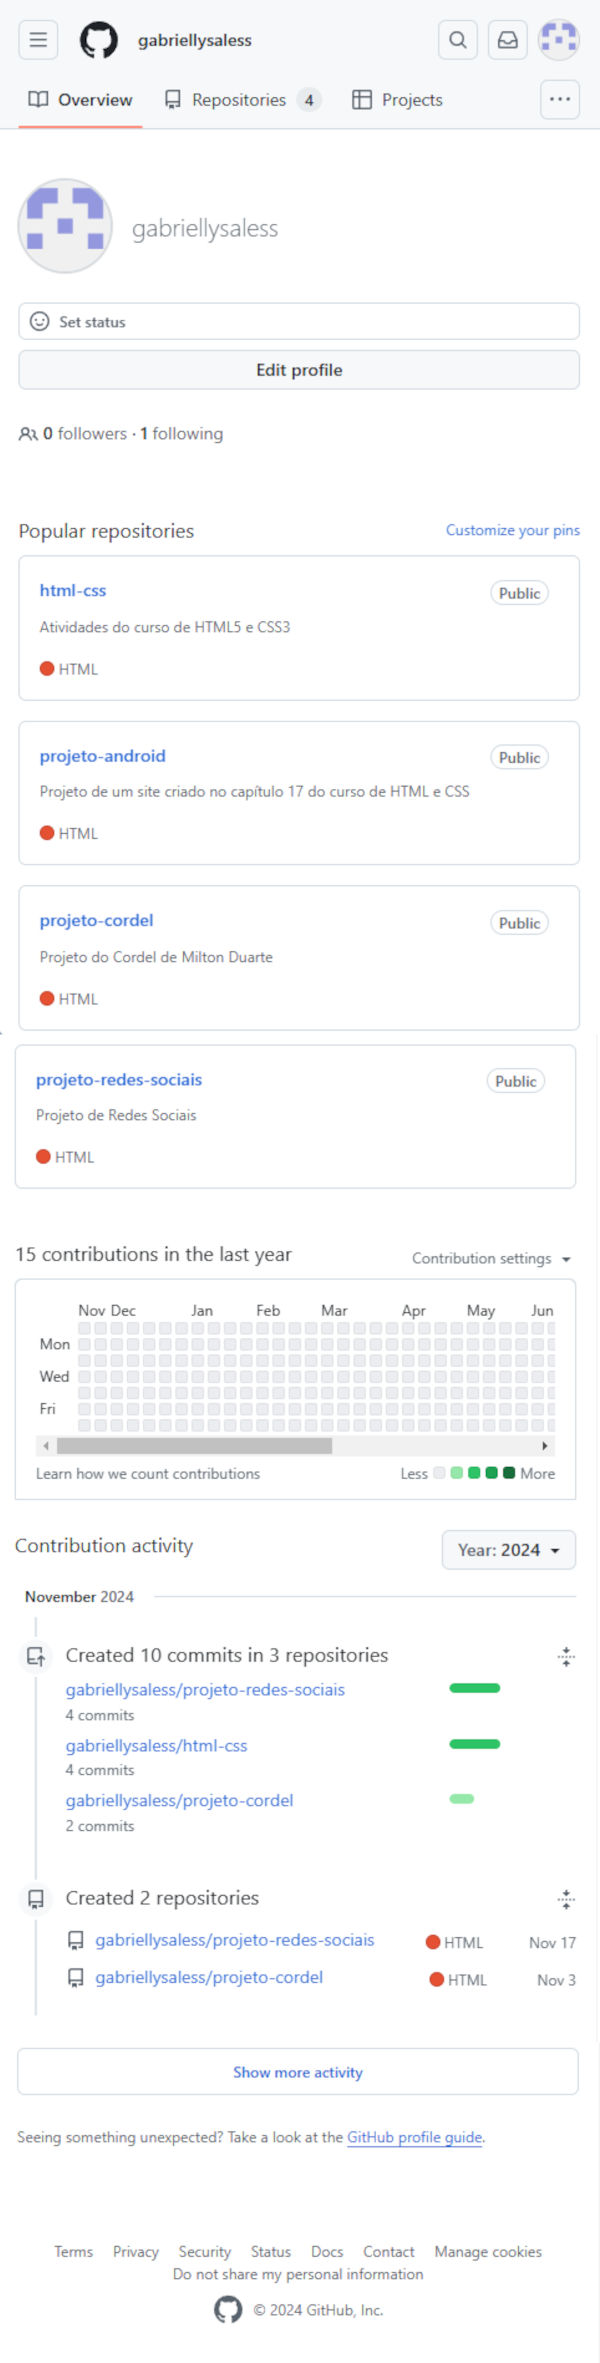 gabriellysaless
Overview Repositories 4 Projects
gabriellysaless
Set status
Edit profile
0 followers · 1 following
Popular repositories Customize your pins
html-css Public
Atividades do curso de HTML5 e CSS3
HTML
projeto-android Public
Projeto de um site criado no capítulo 17 do curso de HTML e CSS
HTML
projeto-cordel Public
Projeto do Cordel de Milton Duarte
HTML
projeto-redes-sociais Public
Projeto de Redes Sociais
HTML
15 contributions in the last year Contribution settings
Nov Dec Jan Feb Mar Apr May Jun
Mon
Wed
Fri
Learn how we count contributions Less More
Contribution activity Year: 2024
November 2024
Created 10 commits in 3 repositories
gabriellysaless/projeto-redes-sociais
4 commits
gabriellysaless/html-css
4 commits
gabriellysaless/projeto-cordel
2 commits
Created 2 repositories
gabriellysaless/projeto-redes-sociais HTML Nov 17
gabriellysaless/projeto-cordel HTML Nov 3
Show more activity
Seeing something unexpected? Take a look at the GitHub profile guide.
Terms Privacy Security Status Docs Contact Manage cookies
Do not share my personal information
© 2024 GitHub, Inc.